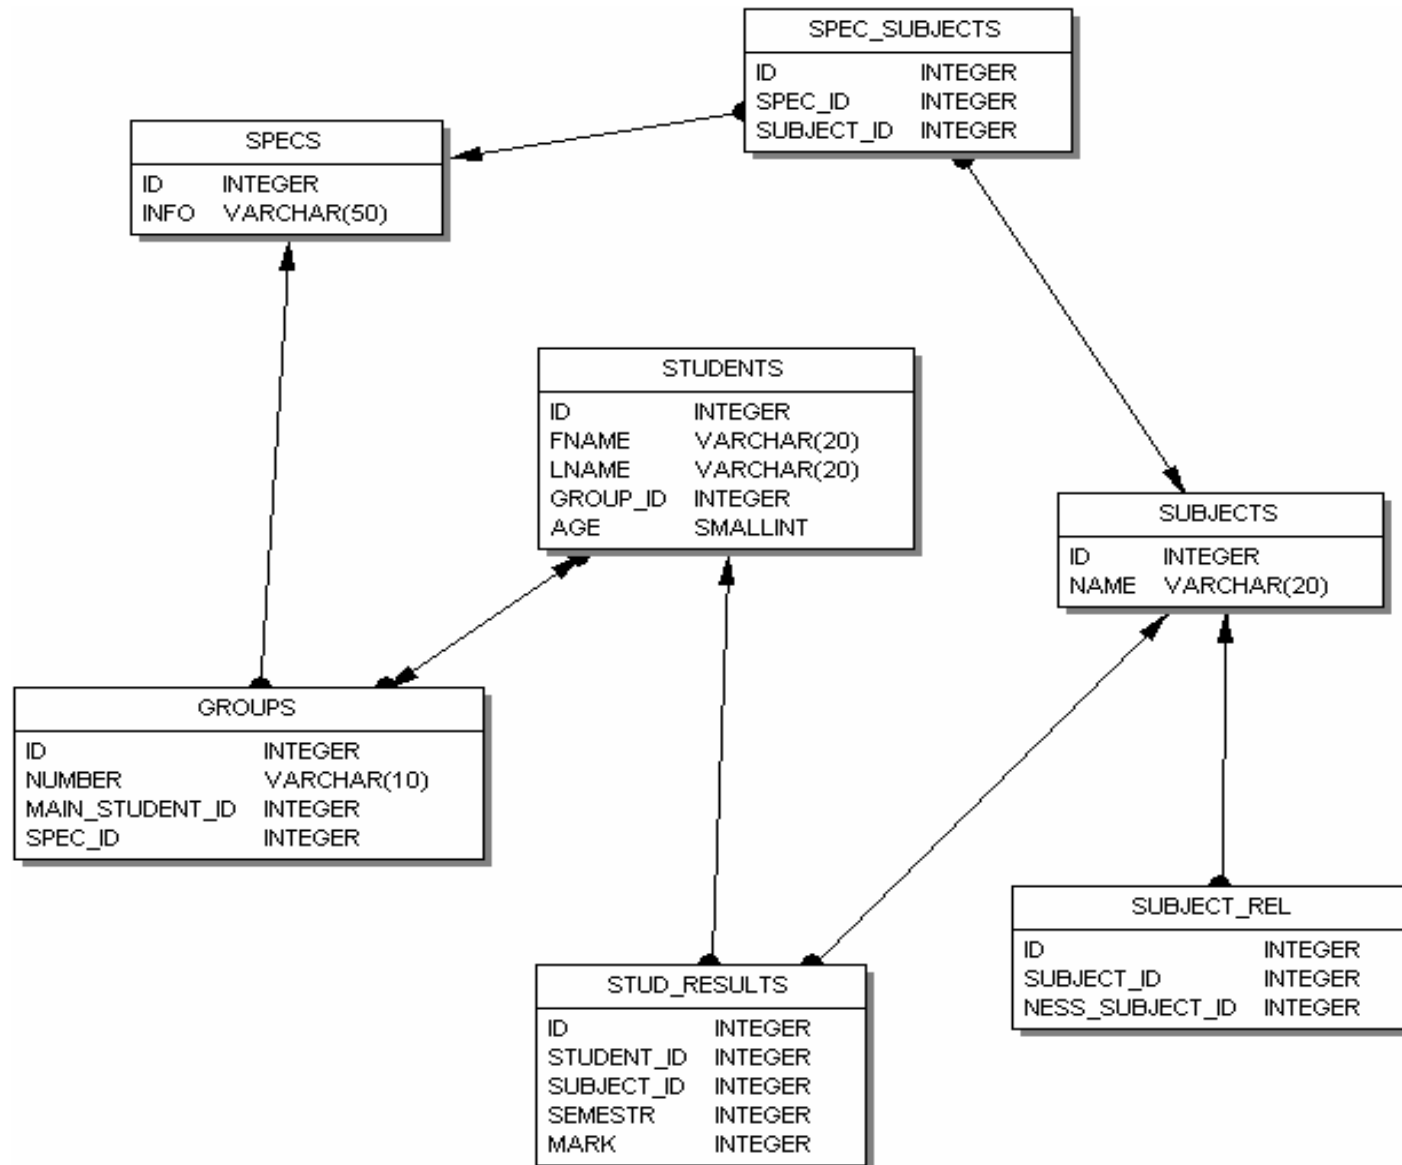 SPEC_SUBJECTS
ID INTEGER
SPEC_ID INTEGER
SUBJECT_ID INTEGER
SPECS
ID INTEGER
INFO VARCHAR(50)
STUDENTS
ID INTEGER
FNAME VARCHAR(20)
LNAME VARCHAR(20)
GROUP_ID INTEGER
AGE SMALLINT
SUBJECTS
ID INTEGER
NAME VARCHAR(20)
GROUPS
ID INTEGER
NUMBER VARCHAR(10)
MAIN_STUDENT_ID INTEGER
SPEC_ID INTEGER
SUBJECT_REL
ID INTEGER
SUBJECT_ID INTEGER
NESS_SUBJECT_ID INTEGER
STUD_RESULTS
ID INTEGER
STUDENT_ID INTEGER
SUBJECT_ID INTEGER
SEMESTR INTEGER
MARK INTEGER